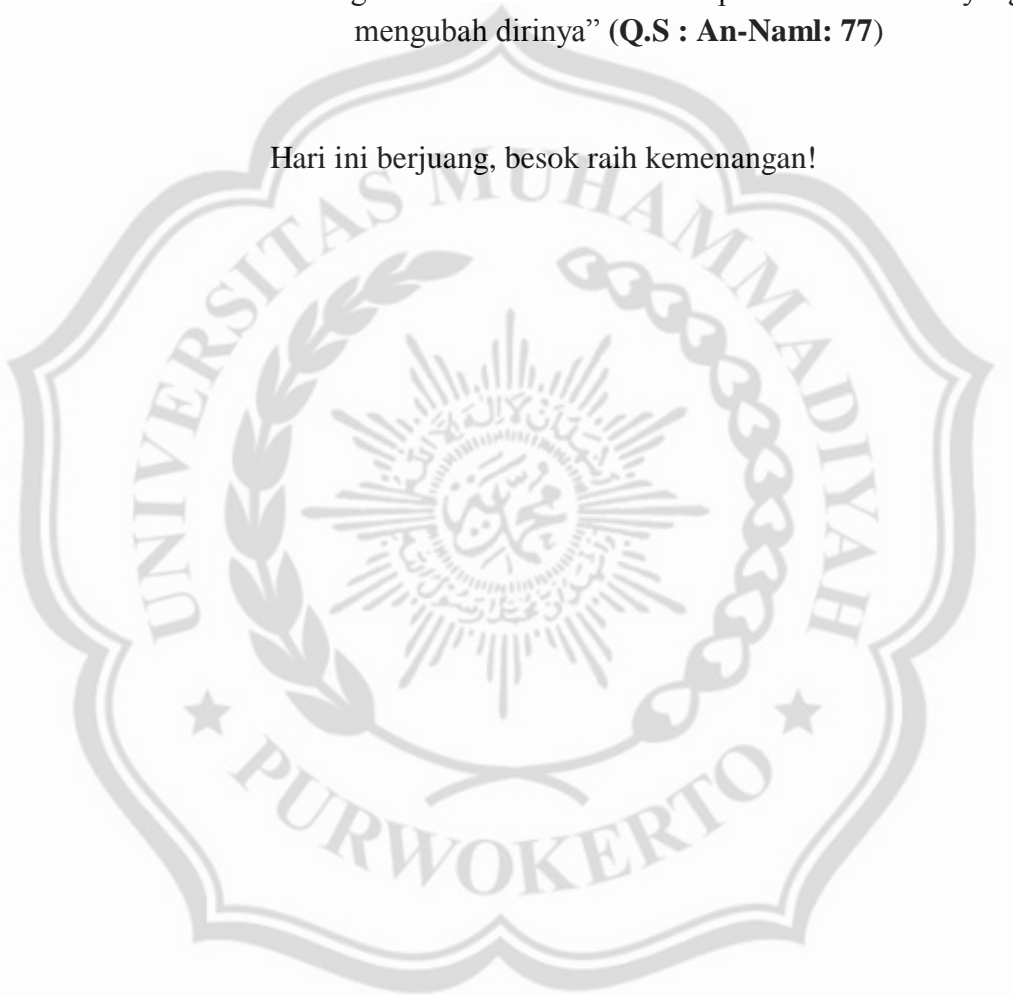 mengubah dirinya” (Q.S : An-Naml: 77)
Hari ini berjuang, besok raih kemenangan!
UNIVERSITAS MUHAMMADIYAH
PURWOKERTO